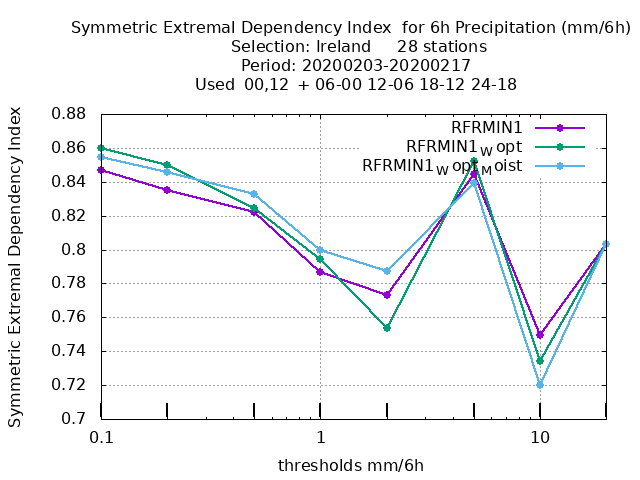 Symmetric Extremal Dependency Index  for 6h Precipitation (mm/6h)
Selection: Ireland     28 stations
Period: 20200203-20200217
Used  00,12  + 06-00 12-06 18-12 24-18
Symmetric Extremal Dependency Index
0.88
0.86
0.84
0.82
0.8
0.78
0.76
0.74
0.72
0.7
RFRMIN1
RFRMIN1_W opt
RFRMIN1_W opt_M oist
0.1
1
10
thresholds mm/6h